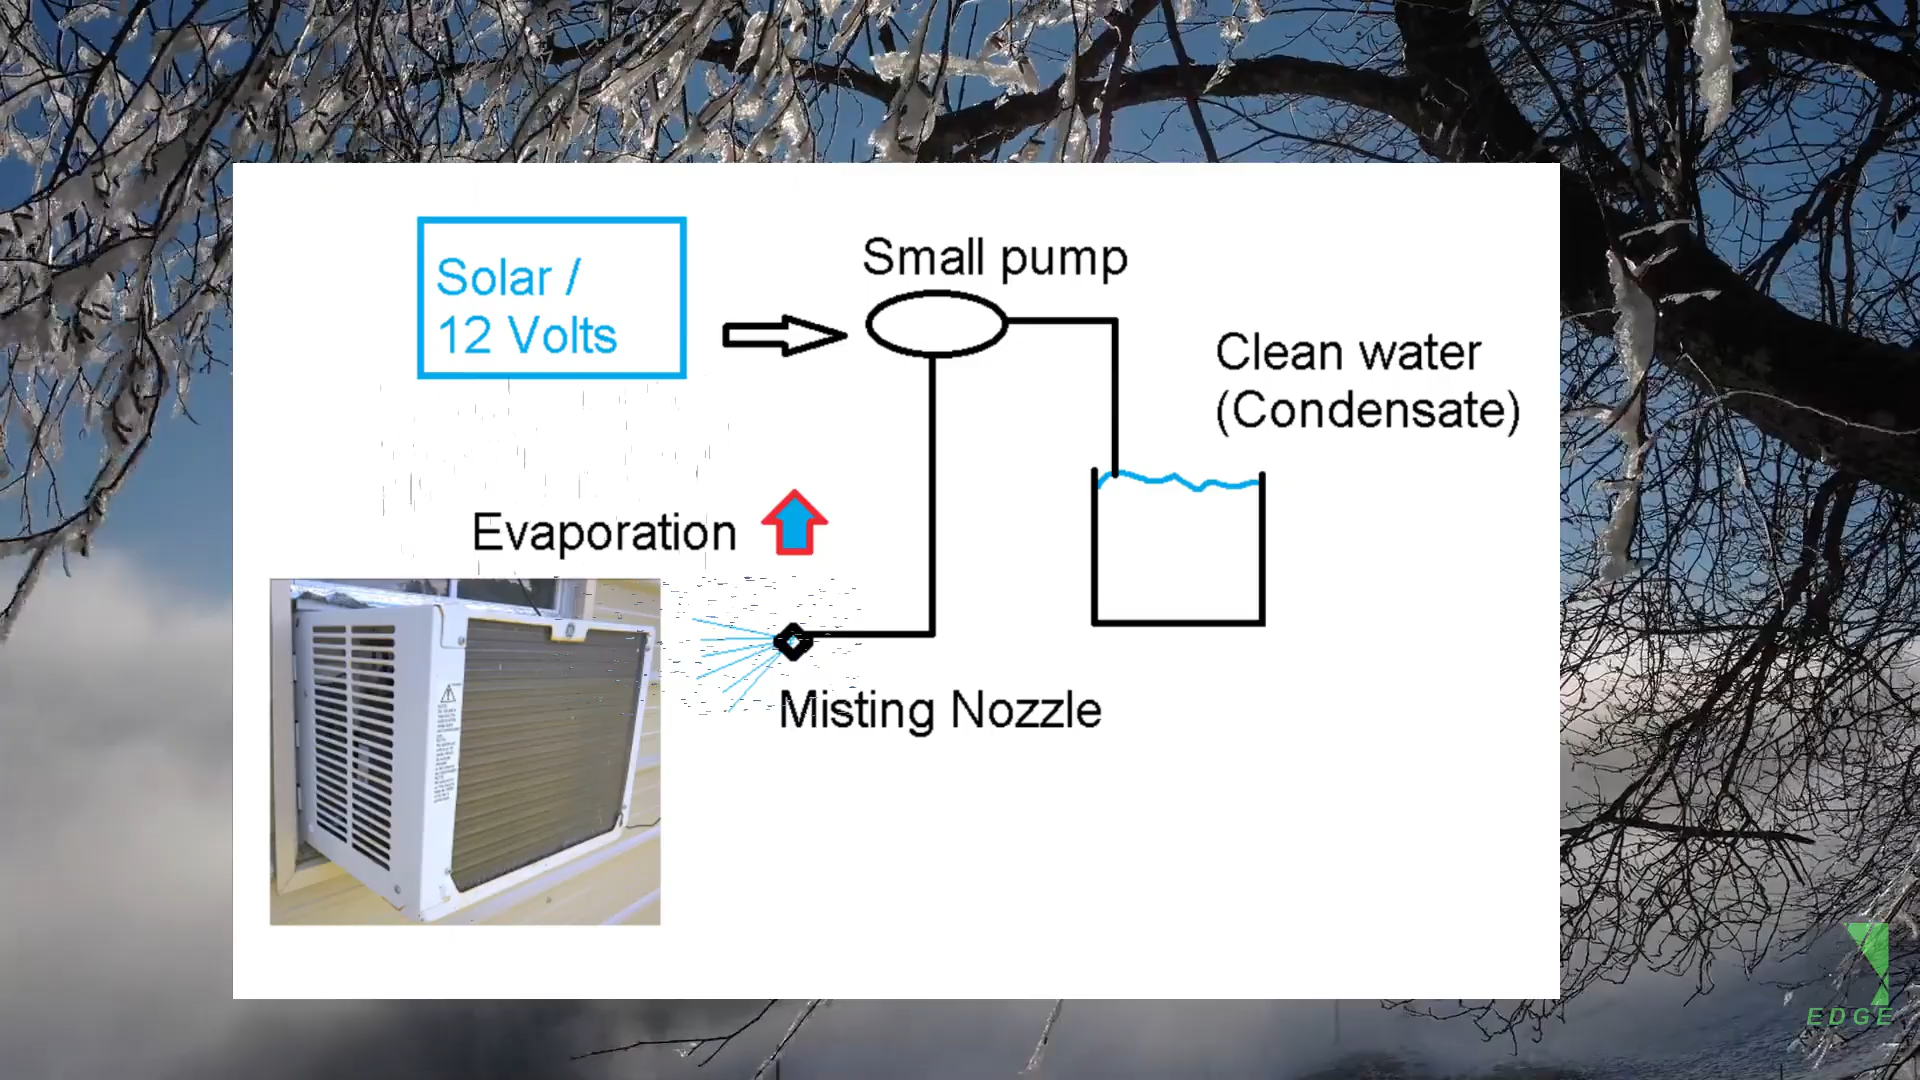 Solar /
12 Volts
Small pump
Clean water
(Condensate)
Evaporation
Misting Nozzle
EDGE